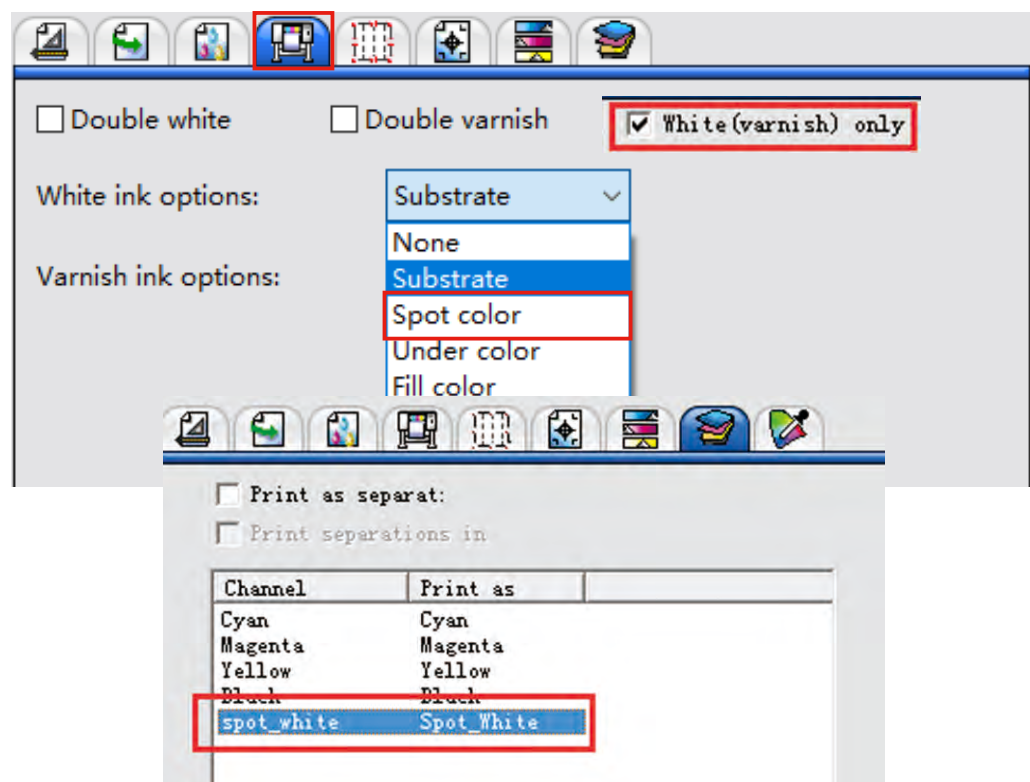 Double white Double varnish White(varnish) only
White ink options: Substrate
None
Varnish ink options: Substrate
Spot color
Under color
Fill color
Print as separat:
Print separations in
Channel Print as
Cyan Cyan
Magenta Magenta
Yellow Yellow
Black Black
spot_white Spot_White